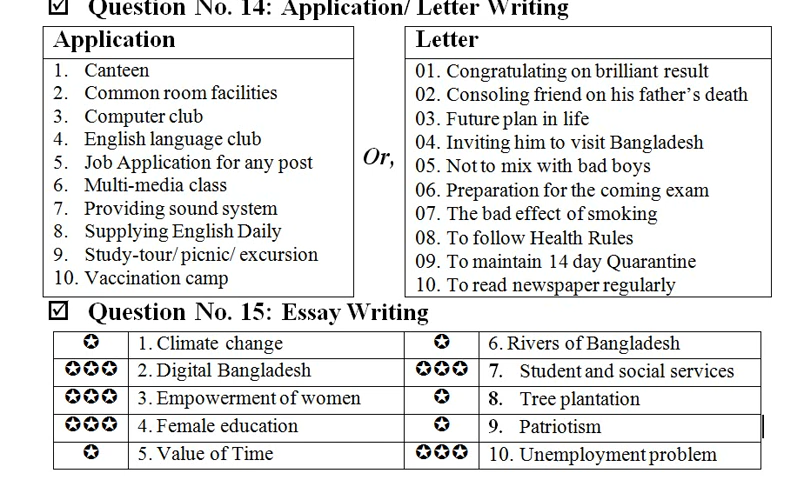 ☑ Question No. 14: Application/ Letter Writing
Application
1. Canteen
2. Common room facilities
3. Computer club
4. English language club
5. Job Application for any post
6. Multi-media class
7. Providing sound system
8. Supplying English Daily
9. Study-tour/ picnic/ excursion
10. Vaccination camp
Or,
Letter
01. Congratulating on brilliant result
02. Consoling friend on his father's death
03. Future plan in life
04. Inviting him to visit Bangladesh
05. Not to mix with bad boys
06. Preparation for the coming exam
07. The bad effect of smoking
08. To follow Health Rules
09. To maintain 14 day Quarantine
10. To read newspaper regularly
☑ Question No. 15: Essay Writing
✪ 1. Climate change ✪ 6. Rivers of Bangladesh
✪✪✪ 2. Digital Bangladesh ✪✪✪ 7. Student and social services
✪✪✪ 3. Empowerment of women ✪ 8. Tree plantation
✪✪✪ 4. Female education ✪ 9. Patriotism
✪ 5. Value of Time ✪✪✪ 10. Unemployment problem